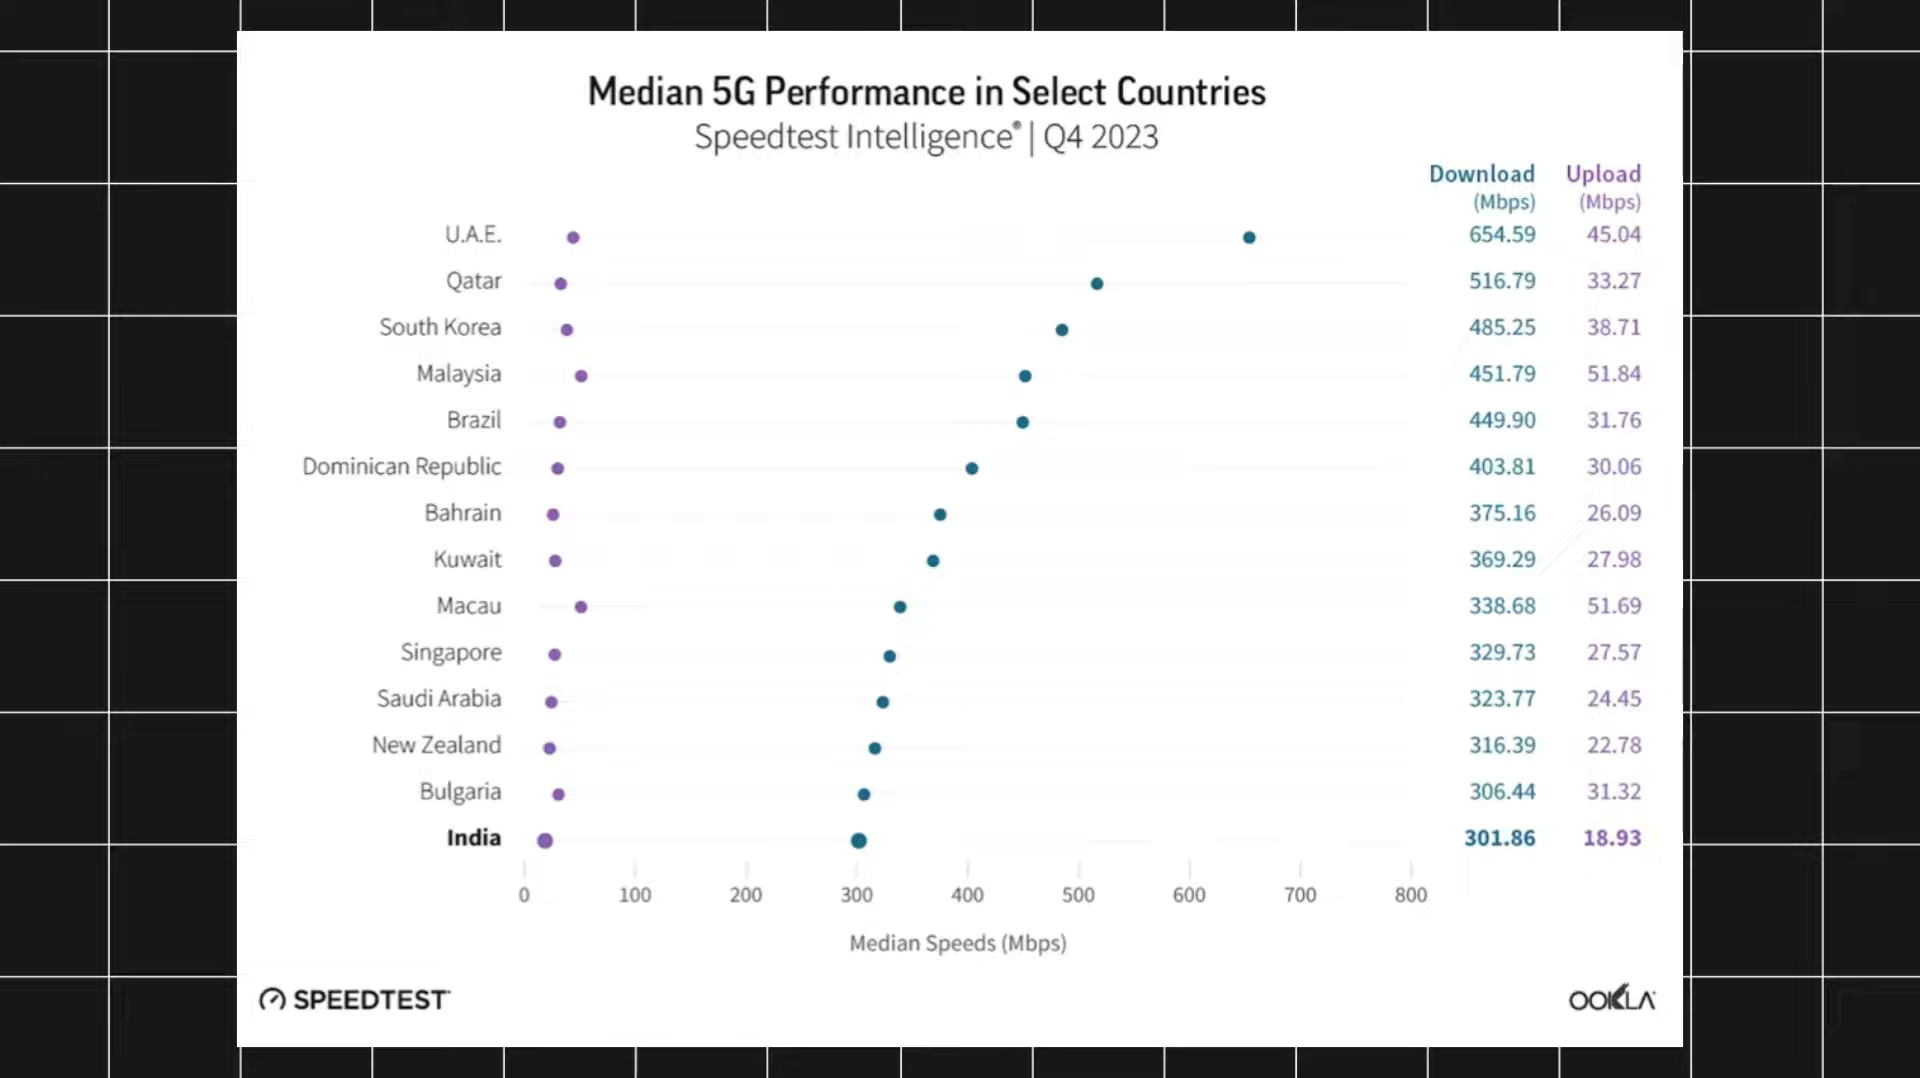 Median 5G Performance in Select Countries
Speedtest Intelligence® | Q4 2023
Download Upload
(Mbps) (Mbps)
U.A.E. 654.59 45.04
Qatar 516.79 33.27
South Korea 485.25 38.71
Malaysia 451.79 51.84
Brazil 449.90 31.76
Dominican Republic 403.81 30.06
Bahrain 375.16 26.09
Kuwait 369.29 27.98
Macau 338.68 51.69
Singapore 329.73 27.57
Saudi Arabia 323.77 24.45
New Zealand 316.39 22.78
Bulgaria 306.44 31.32
India 301.86 18.93
0 100 200 300 400 500 600 700 800
Median Speeds (Mbps)
SPEEDTEST OOKLA